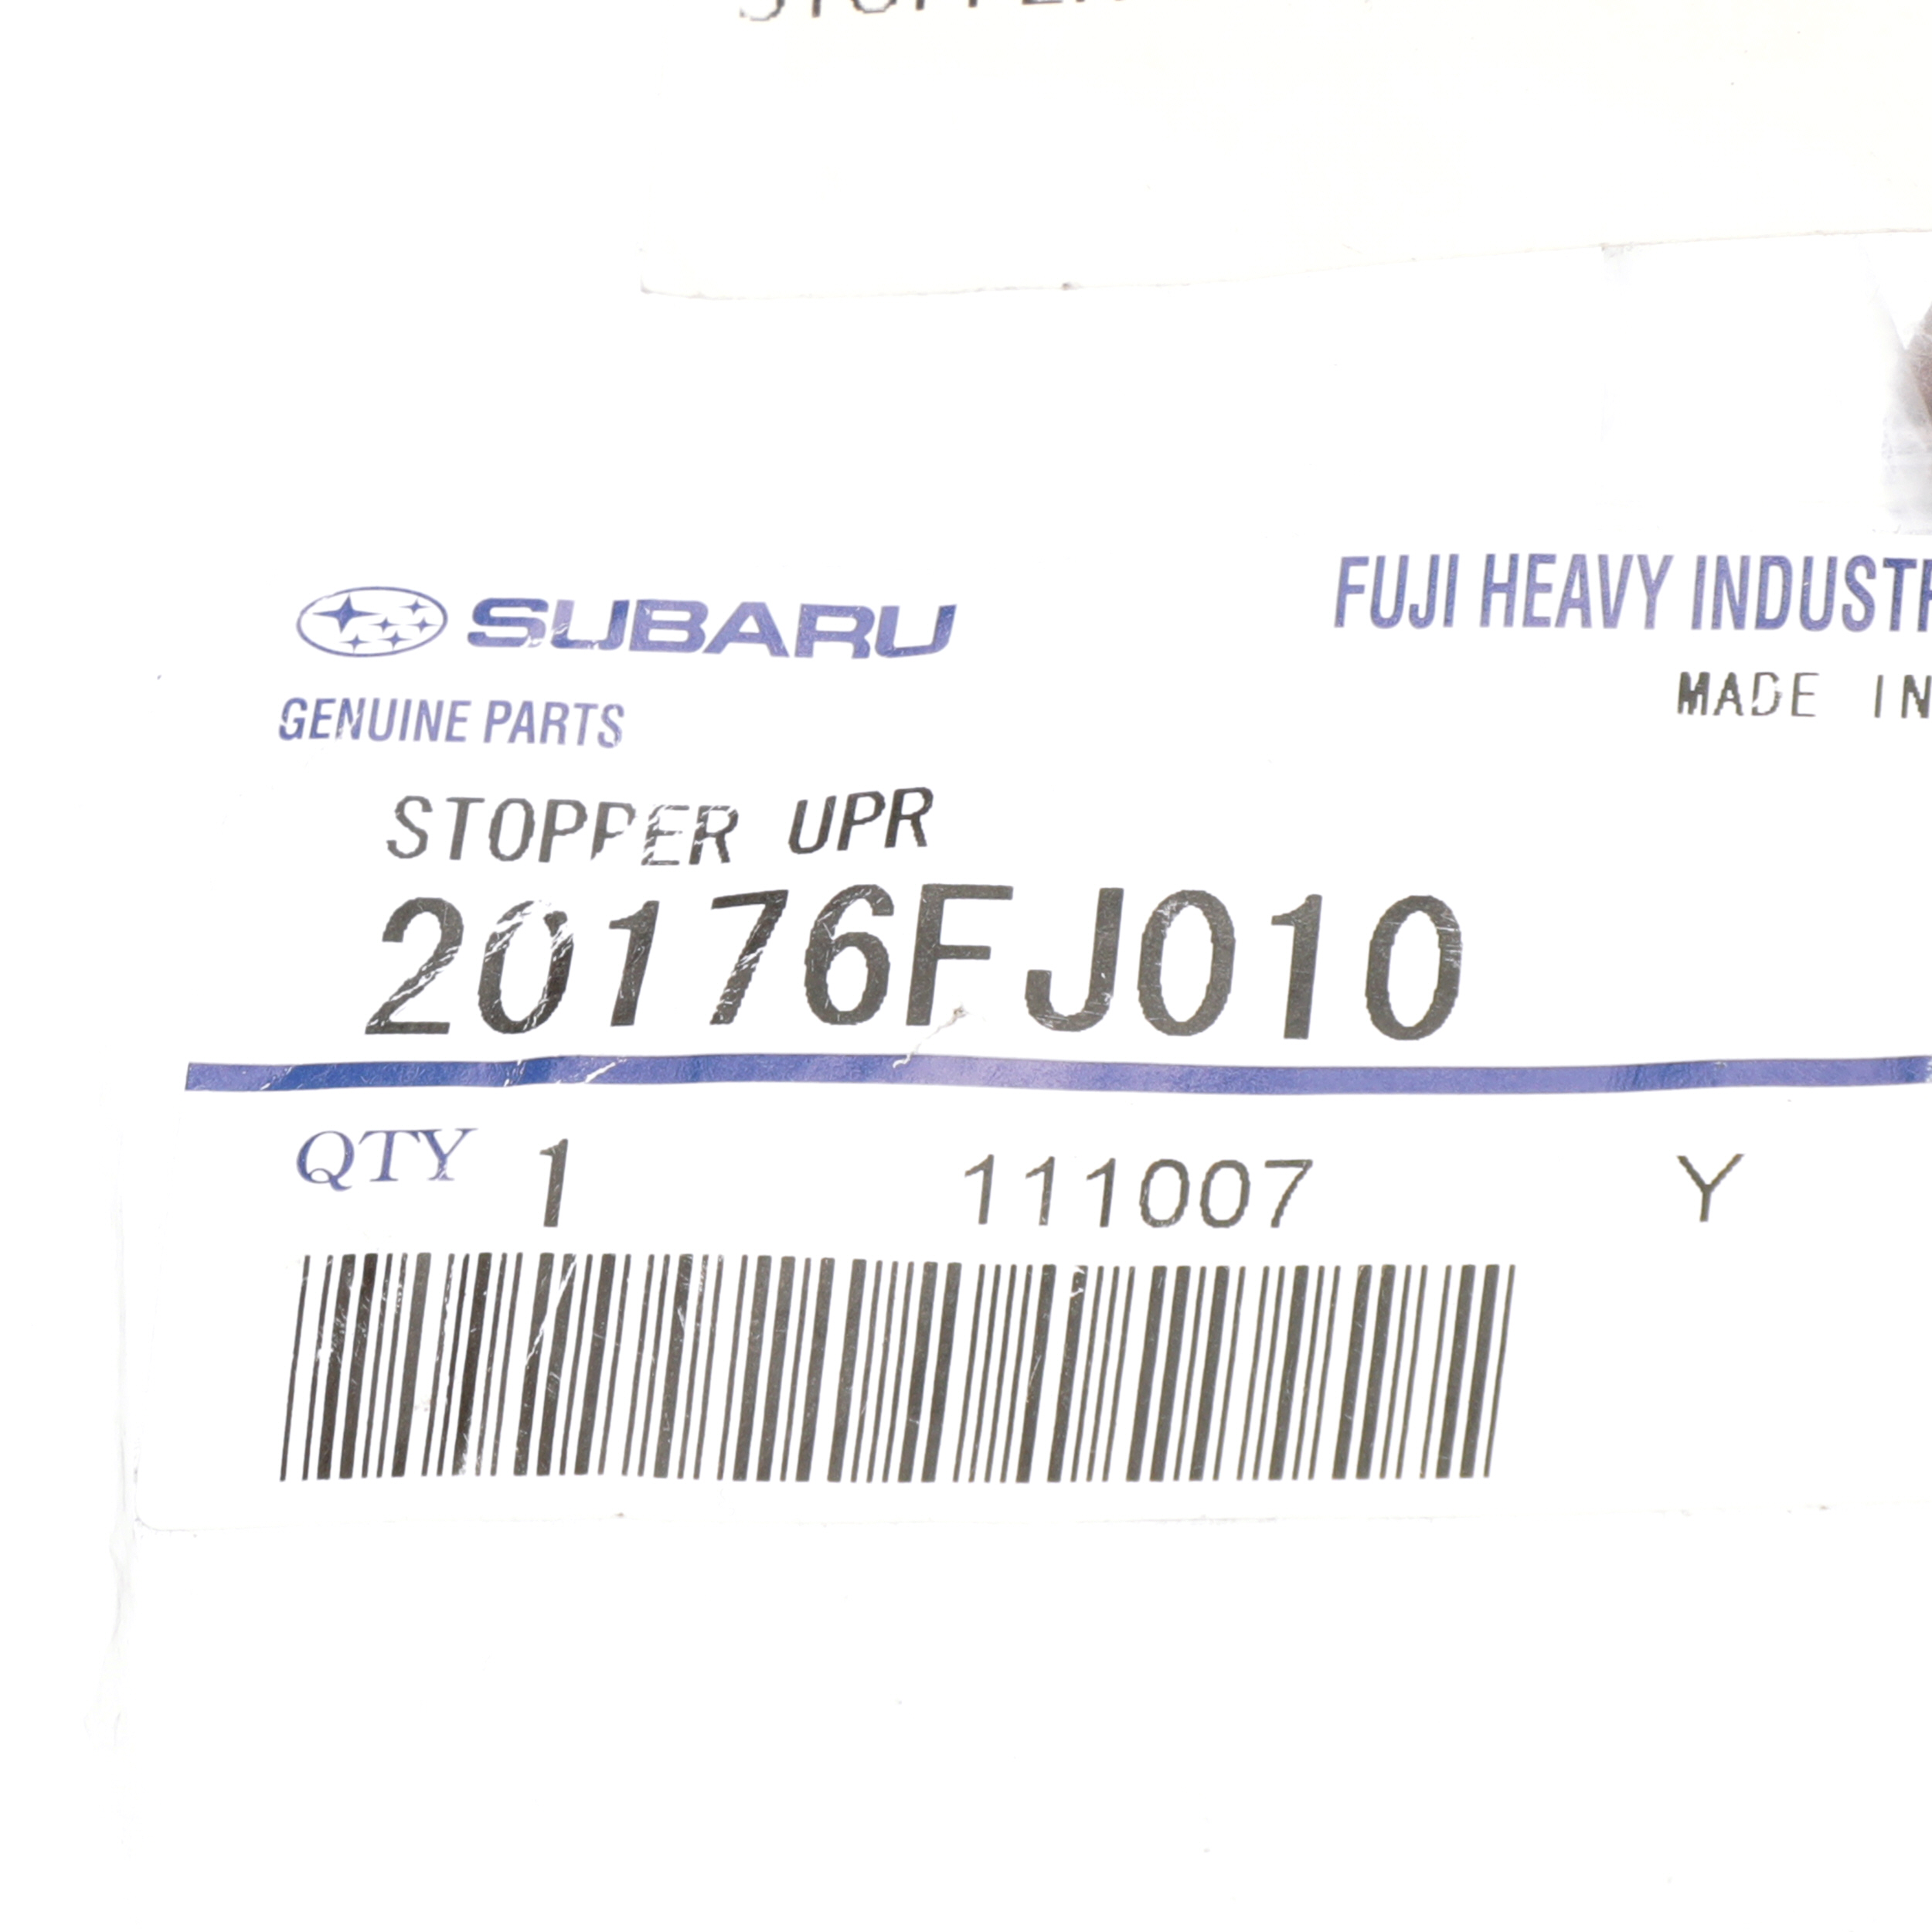 SUBARU
FUJI HEAVY INDUSTR
MADE IN
GENUINE PARTS
STOPPER UPR
20176FJ010
QTY 1 111007 Y